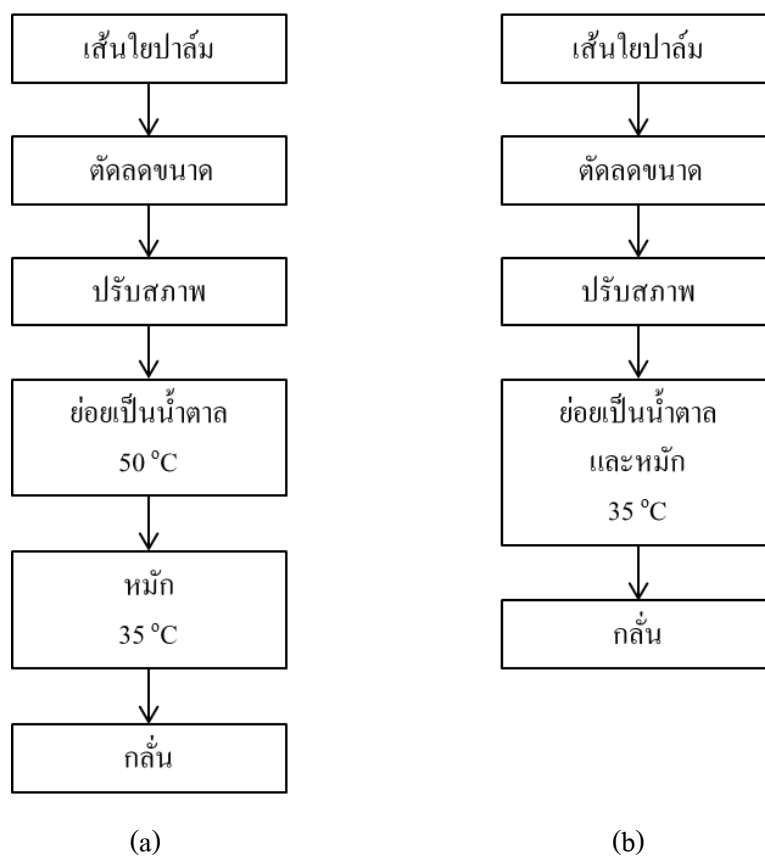 เส้นใยปาล์ม
ตัดลดขนาด
ปรับสภาพ
ย่อยเป็นน้ำตาล
50 °C
หมัก
35 °C
กลั่น
(a)
เส้นใยปาล์ม
ตัดลดขนาด
ปรับสภาพ
ย่อยเป็นน้ำตาล
และหมัก
35 °C
กลั่น
(b)